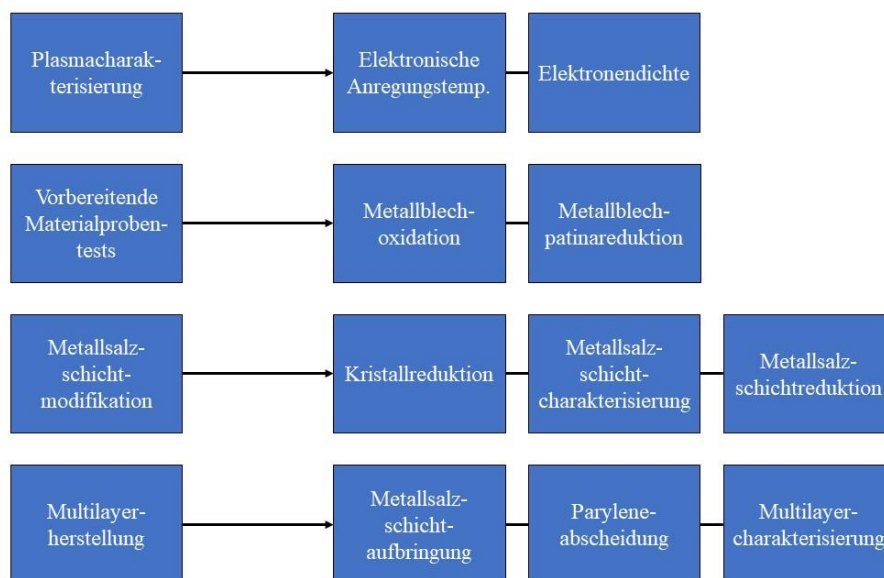 Plasmacharak-
terisierung
Elektronische
Anregungstemp.
Elektronendichte
Vorbereitende
Materialproben-
tests
Metallblech-
oxidation
Metallblech-
patinareduktion
Metallsalz-
schicht-
modifikation
Kristallreduktion
Metallsalz-
schicht-
charakterisierung
Metallsalz-
schichtreduktion
Multilayer-
herstellung
Metallsalz-
schicht-
aufbringung
Parylene-
abscheidung
Multilayer-
charakterisierung